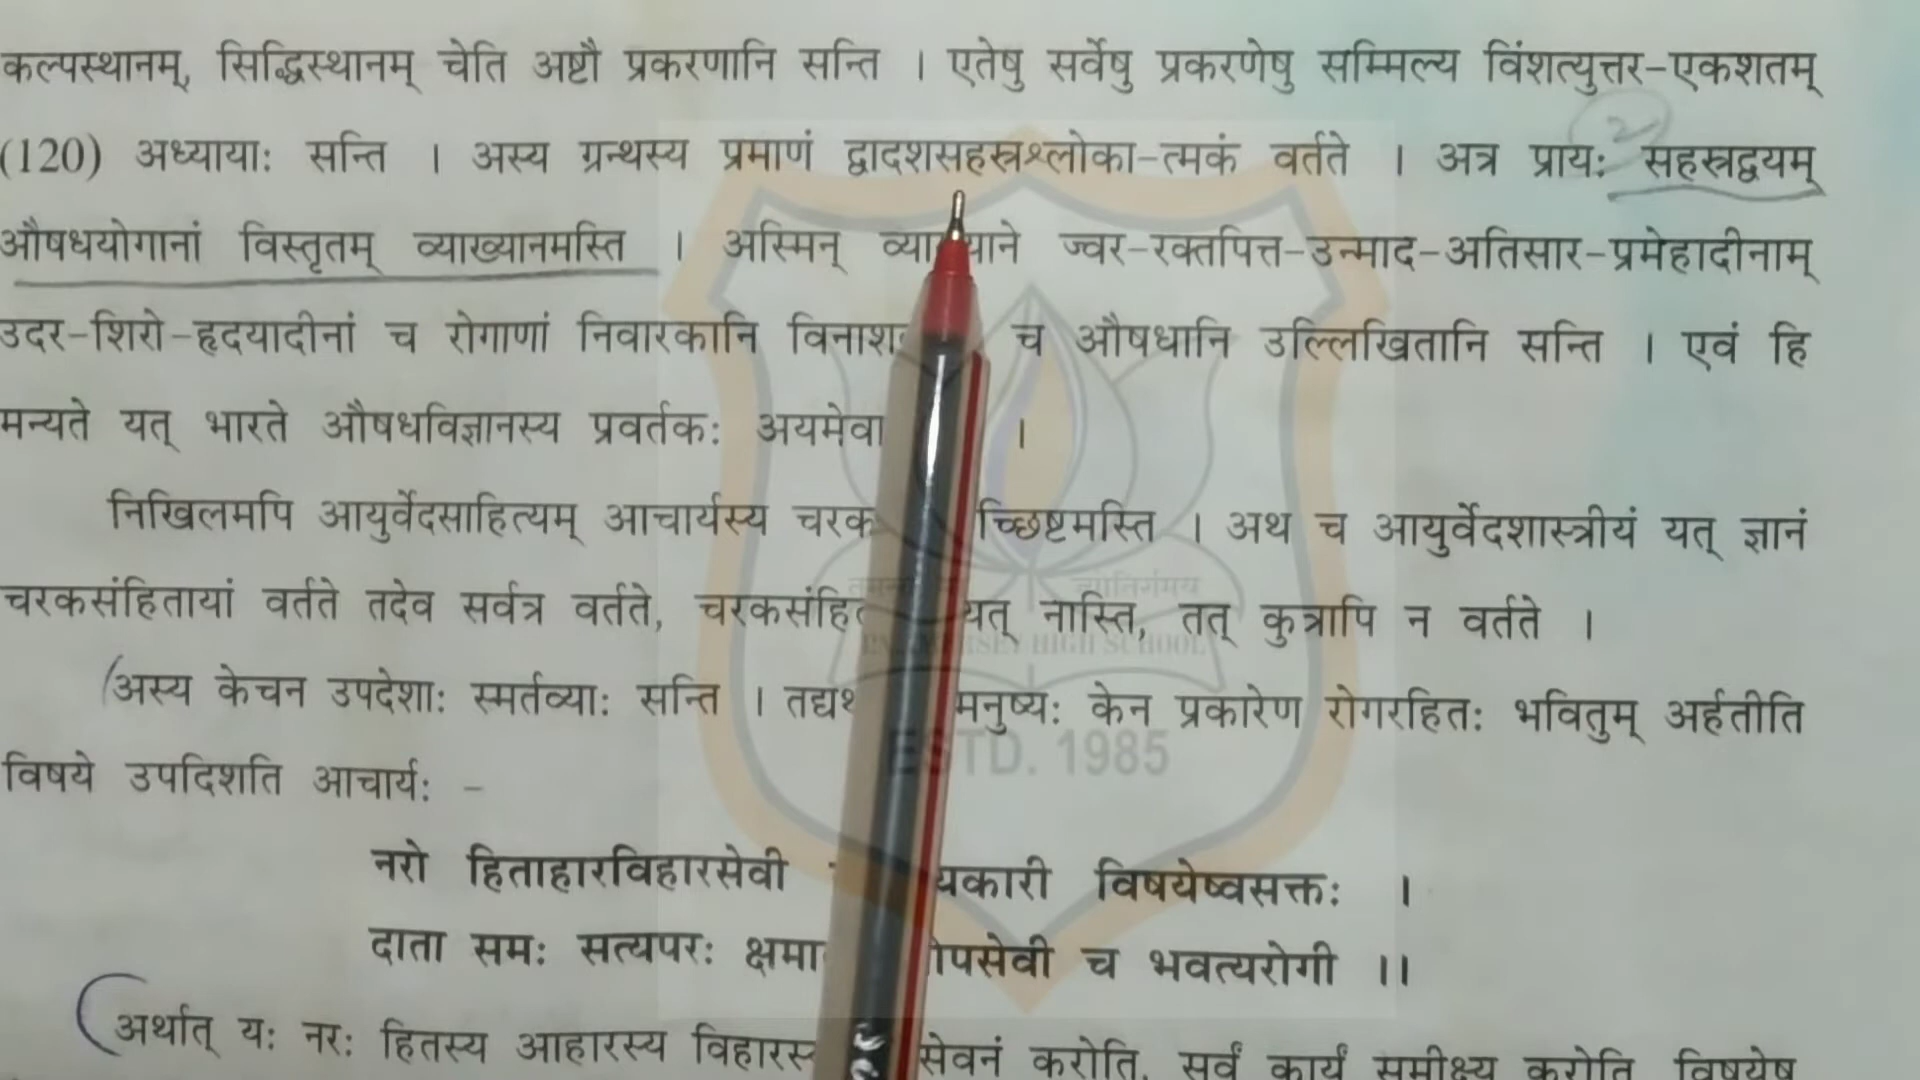 कल्पस्थानम्, सिद्धिस्थानम् चेति अष्टौ प्रकरणानि सन्ति । एतेषु सर्वेषु प्रकरणेषु सम्मिल्य विंशत्युत्तर-एकशतम्
2
(120) अध्यायाः सन्ति । अस्य ग्रन्थस्य प्रमाणं द्वादशसहस्त्रश्लोका-त्मकं वर्तते । अत्र प्रायः सहस्त्रद्वयम्
औषधयोगानां विस्तृतम् व्याख्यानमस्ति । अस्मिन् ज्वर-रक्तपित्त-उन्माद-अतिसार-प्रमेहादीनाम्
उदर-शिरो-हृदयादीनां च रोगाणां निवारकानि च औषधानि उल्लिखितानि सन्ति । एवं हि
मन्यते यत् भारते औषधविज्ञानस्य प्रवर्तकः अयमेवा ।
निखिलमपि आयुर्वेदसाहित्यम् आचार्यस्य चरक च्छिष्टमस्ति । अथ च आयुर्वेदशास्त्रीयं यत् ज्ञानं
चरकसंहितायां वर्तते तदेव सर्वत्र वर्तते, यत् नास्ति, तत् कुत्रापि न वर्तते ।
(अस्य केचन उपदेशाः स्मर्तव्याः सन्ति । मनुष्यः केन प्रकारेण रोगरहितः भवितुम् अर्हतीति
विषये उपदिशति आचार्यः -
नरो हिताहारविहारसेवी यकारी विषयेष्वसक्तः ।
दाता समः सत्यपरः क्षमा ोपसेवी च भवत्यरोगी ।।
(अर्थात् यः नरः हितस्य आहारस्य सेवनं करोति, सर्वं कार्यं समीक्ष्य करोति
ESTD. 1985